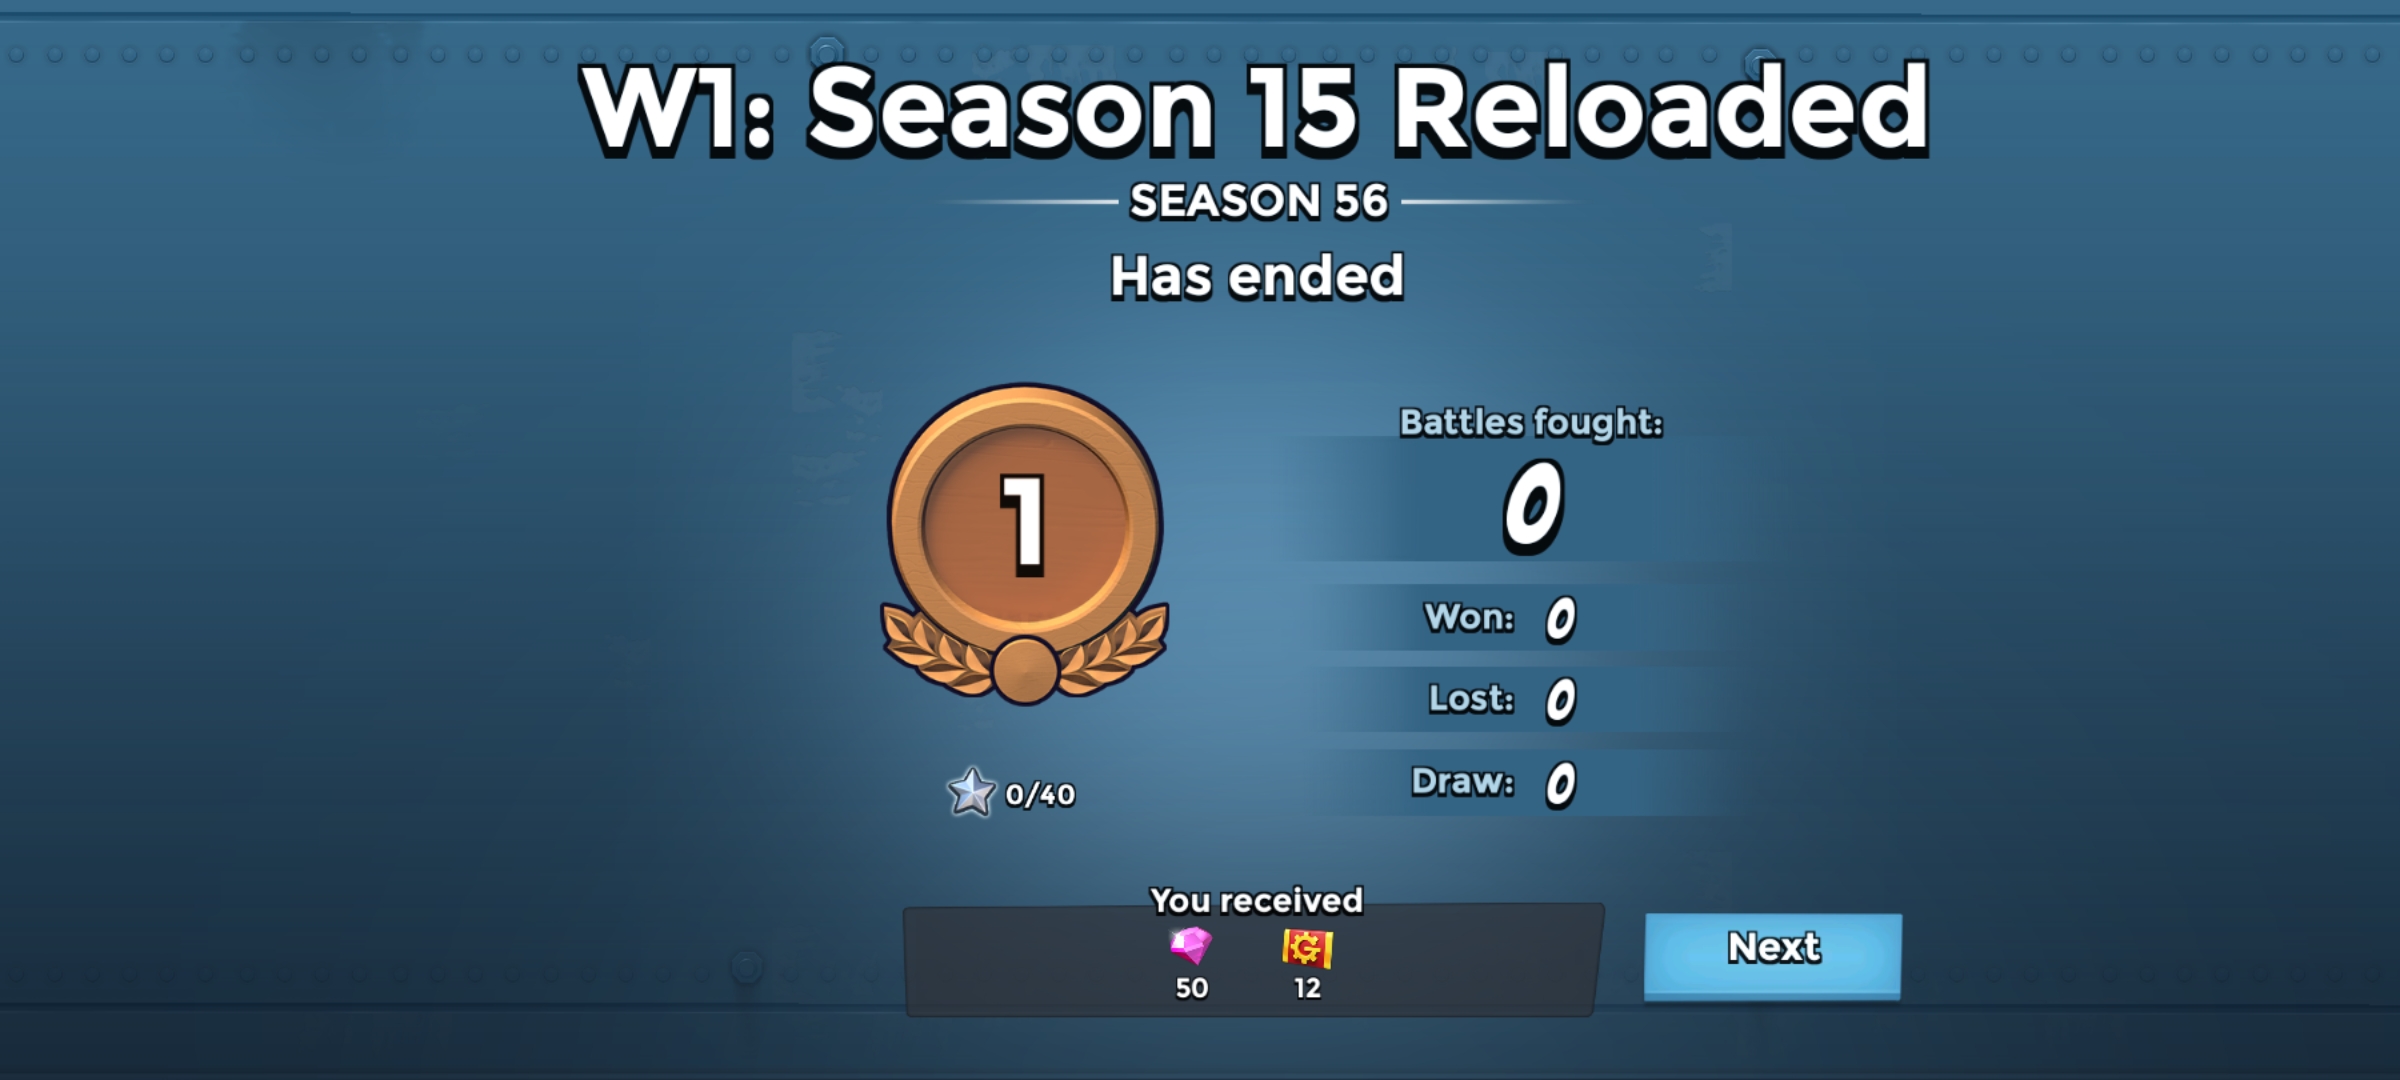 W1: Season 15 Reloaded
SEASON 56
Has ended
1
0/40
Battles fought:
0
Won: 0
Lost: 0
Draw: 0
You received
50 12
Next